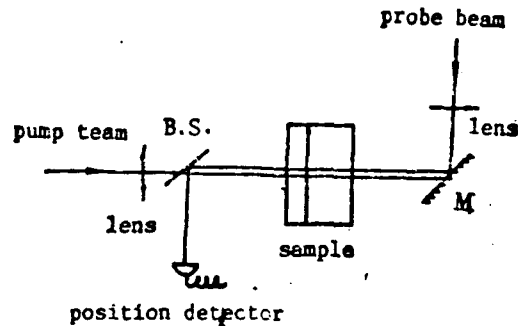 probe beam
B.S.
pump team
lens
lens
M
sample
position detector